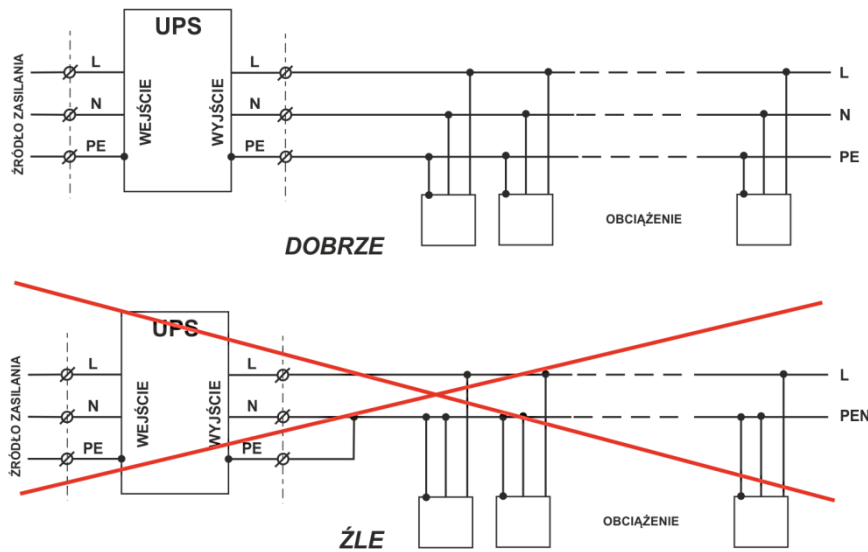 UPS
ŹRÓDŁO ZASILANIA
L
N
PE
WEJŚCIE
WYJŚCIE
L
N
PE
L
N
PE
OBCIĄŻENIE
DOBRZE
UPS
ŹRÓDŁO ZASILANIA
L
N
PE
WEJŚCIE
WYJŚCIE
L
N
PE
L
PEN
OBCIĄŻENIE
ŹLE